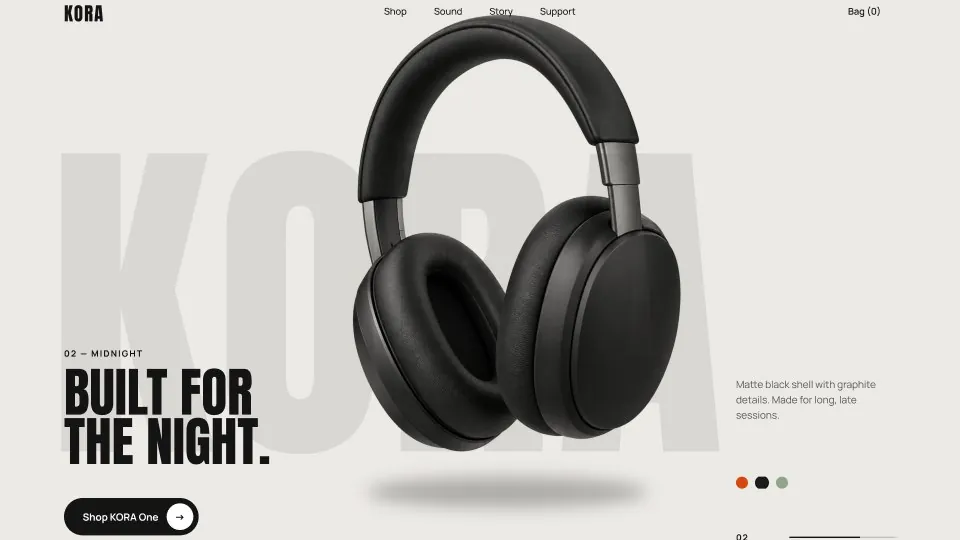 KORA
Shop Sound Story Support
Bag (0)
KORA
02 — MIDNIGHT
BUILT FOR
THE NIGHT.
Shop KORA One →
Matte black shell with graphite
details. Made for long, late
sessions.
02